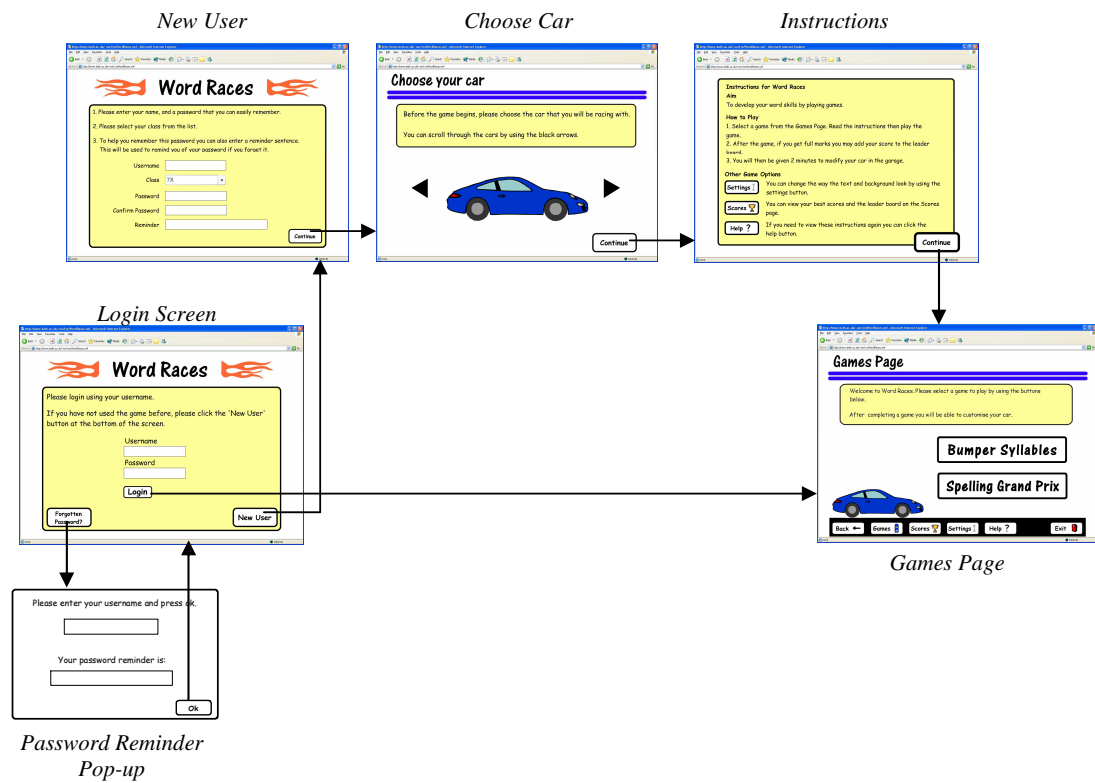 New User
Choose Car
Instructions
Word Races
1. Please enter your name, and a password that you can easily remember.
2. Please select your class from the list.
3. To help you remember this password you can also enter a reminder sentence.
This will be used to remind you of your password if you forget it.
Username
Class 7X
Password
Confirm Password
Reminder
Continue
Choose your car
Before the game begins, please choose the car that you will be racing with.
You can scroll through the cars by using the black arrows.
Continue
Instructions for Word Races
Aim
To develop your word skills by playing games.
How to Play
1. Select a game from the Games Page. Read the instructions then play the
game.
2. After the game, if you get full marks you may add your score to the leader
board.
3. You will then be given 2 minutes to modify your car in the garage.
Other Game Options
Settings
You can change the way the text and background look by using the
settings button.
Scores
You can view your best scores and the leader board on the Scores
page.
Help ?
If you need to view these instructions again you can click the
help button.
Continue
Login Screen
Word Races
Please login using your username.
If you have not used the game before, please click the 'New User'
button at the bottom of the screen.
Username
Password
Login
Forgotten
Password?
New User
Games Page
Welcome to Word Races. Please select a game to play by using the buttons
below.
After completing a game you will be able to customise your car.
Bumper Syllables
Spelling Grand Prix
Back Games Scores Settings Help ? Exit
Games Page
Please enter your username and press ok.
Your password reminder is:
Ok
Password Reminder
Pop-up